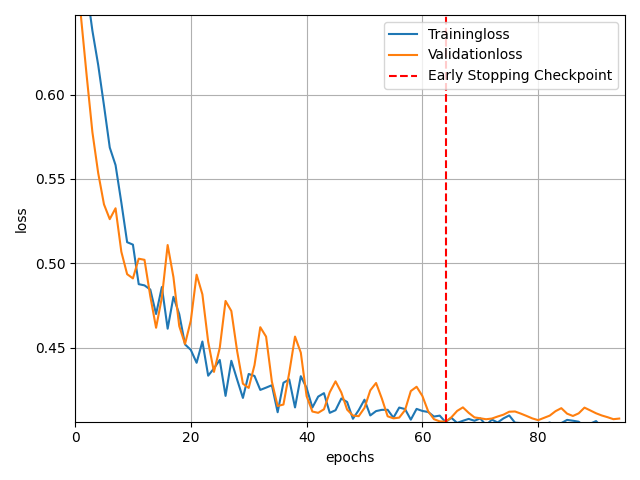 Trainingloss
Validationloss
Early Stopping Checkpoint
0.60
0.55
0.50
0.45
loss
0 20 40 60 80
epochs